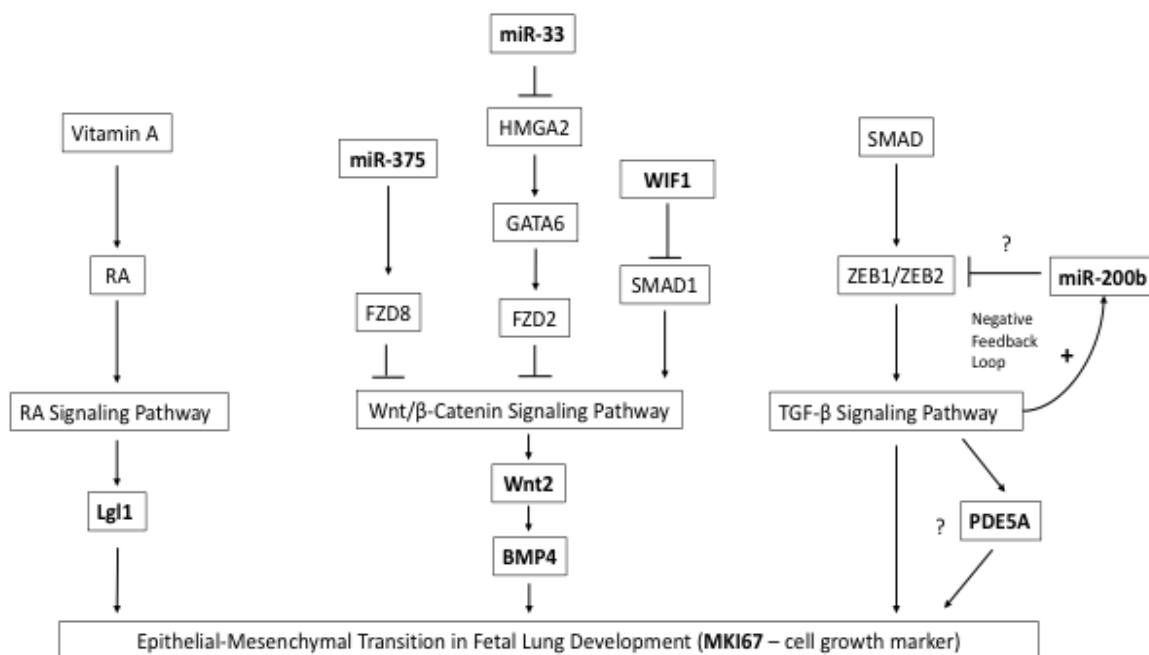 miR-33
Vitamin A
HMGA2
SMAD
miR-375
WIF1
GATA6
?
RA
ZEB1/ZEB2
miR-200b
SMAD1
FZD8
FZD2
Negative
Feedback
Loop
+
RA Signaling Pathway
Wnt/β-Catenin Signaling Pathway
TGF-β Signaling Pathway
Wnt2
Lgl1
?
PDE5A
BMP4
Epithelial-Mesenchymal Transition in Fetal Lung Development (MKI67 – cell growth marker)